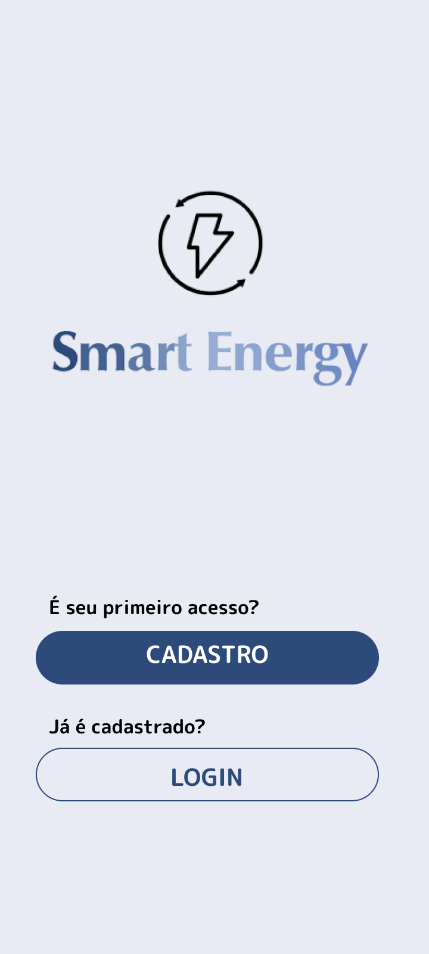 Smart Energy
É seu primeiro acesso?
CADASTRO
Já é cadastrado?
LOGIN